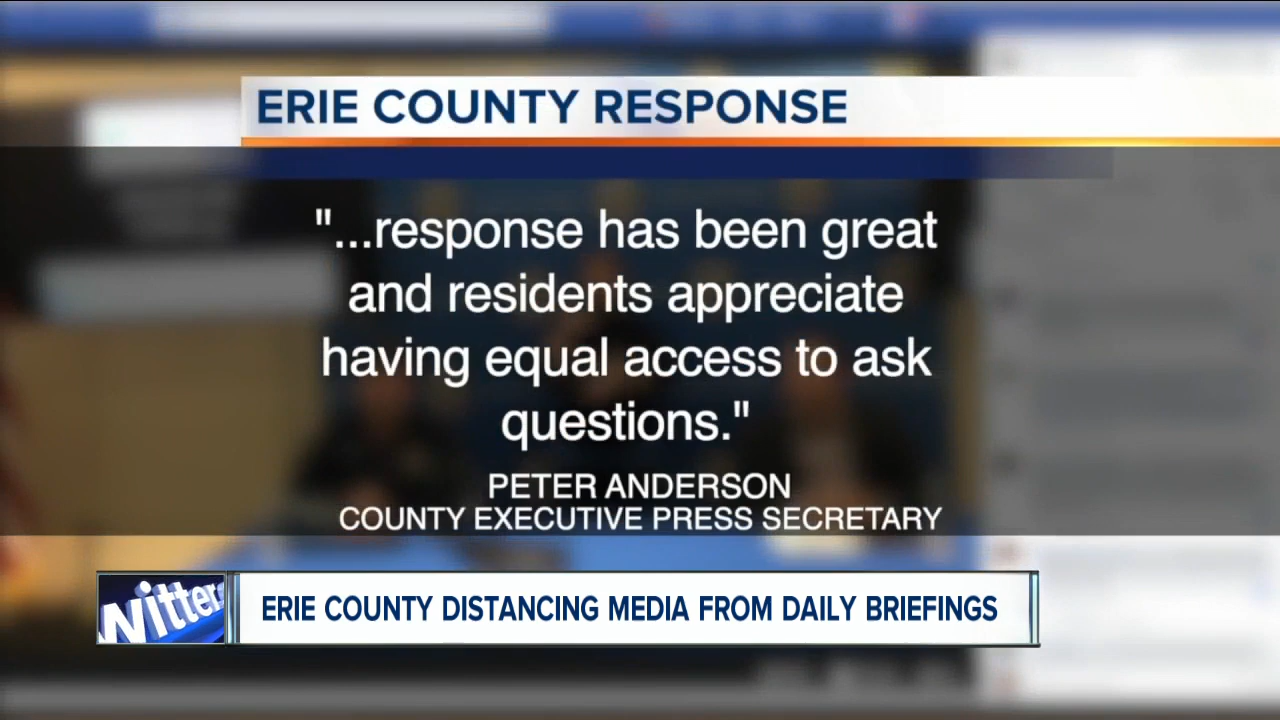 ERIE COUNTY RESPONSE
"...response has been great
and residents appreciate
having equal access to ask
questions."
PETER ANDERSON
COUNTY EXECUTIVE PRESS SECRETARY
witter
ERIE COUNTY DISTANCING MEDIA FROM DAILY BRIEFINGS